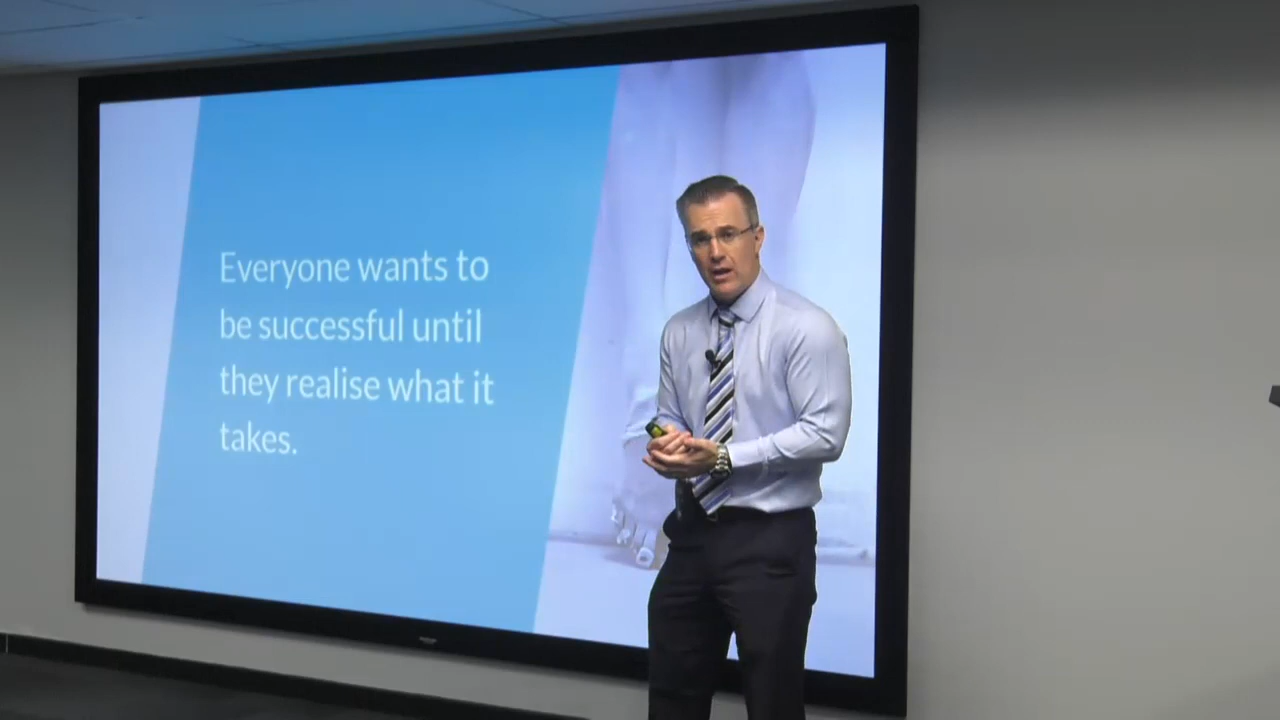 Everyone wants to
be successful until
they realise what it
takes.